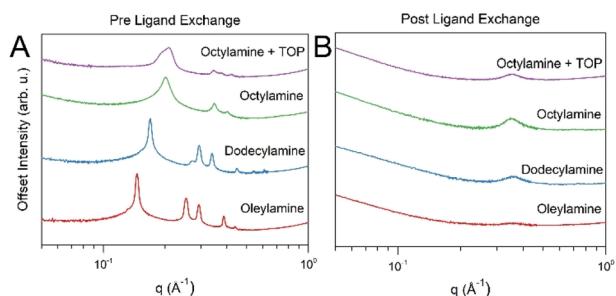 Pre Ligand Exchange
A
Octylamine + TOP
Octylamine
Dodecylamine
Oleylamine
Offset Intensity (arb. u.)
10⁻¹
10⁰
q (Å⁻¹)
Post Ligand Exchange
B
Octylamine + TOP
Octylamine
Dodecylamine
Oleylamine
10⁻¹
10⁰
q (Å⁻¹)